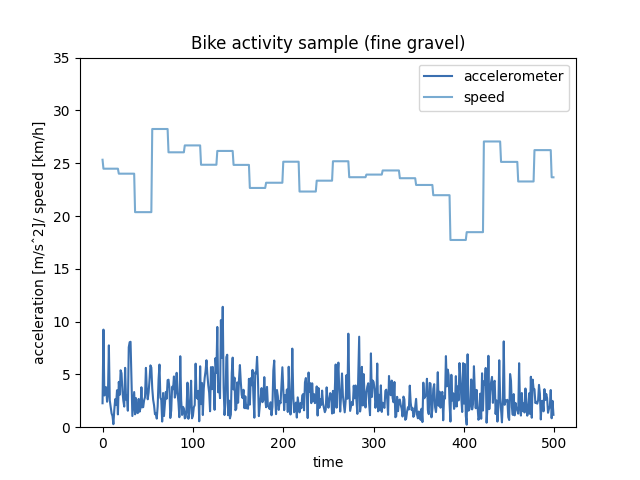 Bike activity sample (fine gravel)
accelerometer
speed
35
30
25
20
15
10
5
0
acceleration [m/s^2]/ speed [km/h]
0
100
200
300
400
500
time